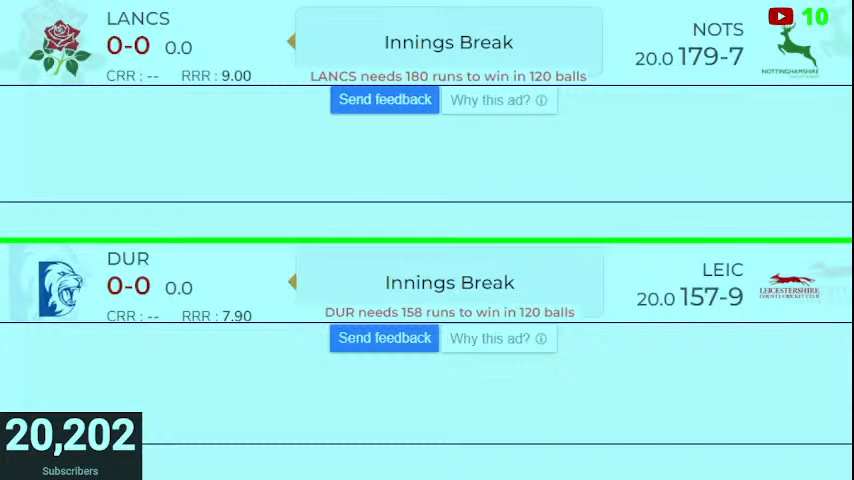 LANCS
0-0 0.0
CRR : -- RRR : 9.00
Innings Break
LANCS needs 180 runs to win in 120 balls
10
NOTS
20.0 179-7
NOTTINGHAMSHIRE
Send feedback
Why this ad?
DUR
0-0 0.0
CRR : -- RRR : 7.90
Innings Break
DUR needs 158 runs to win in 120 balls
LEIC
20.0 157-9
LEICESTERSHIRE
COUNTY CRICKET CLUB
Send feedback
Why this ad?
20,202
Subscribers